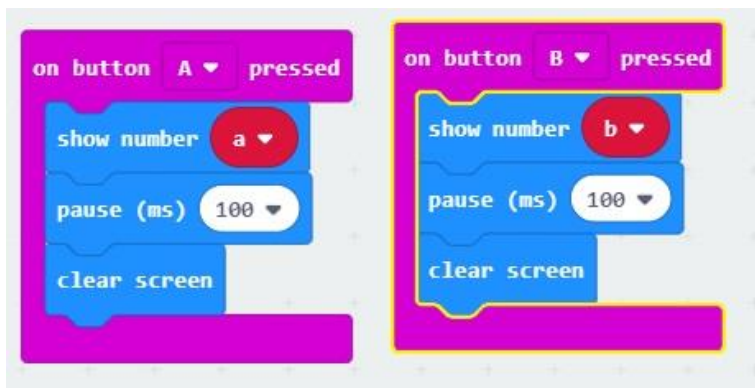 on button A pressed
show number a
pause (ms) 100
clear screen
on button B pressed
show number b
pause (ms) 100
clear screen